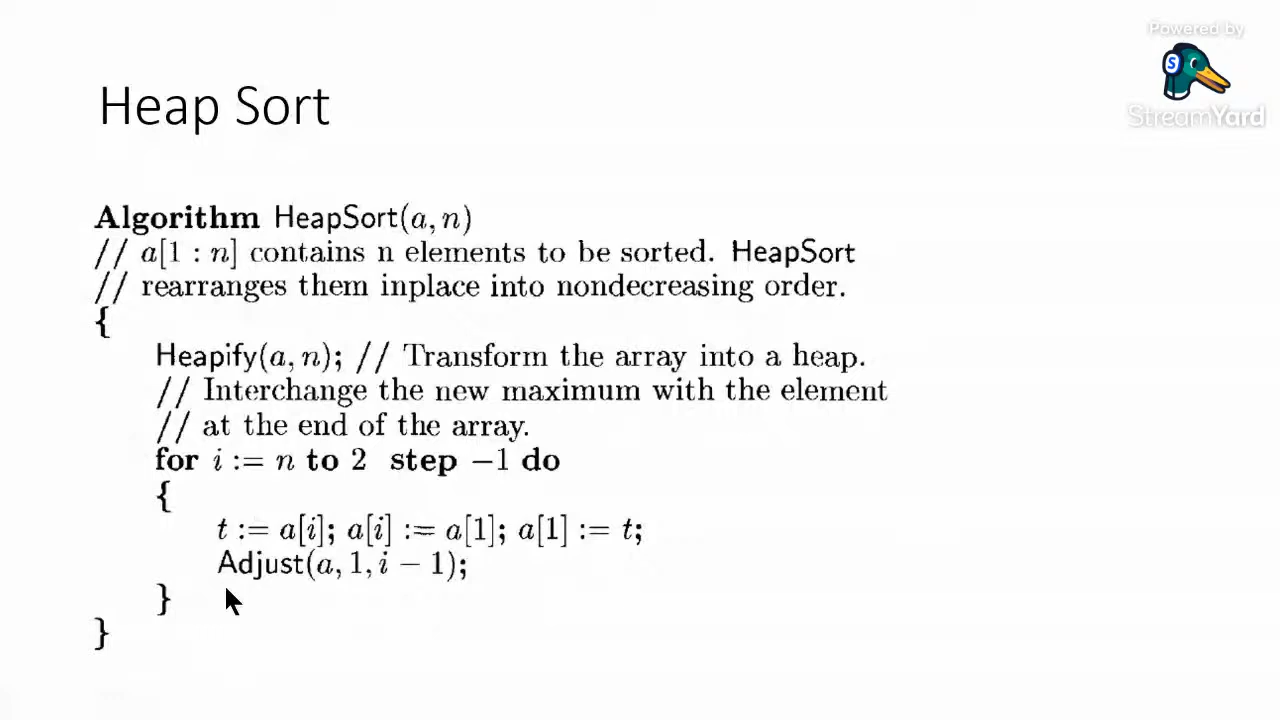 Powered by
StreamYard
Heap Sort
Algorithm HeapSort(a, n)
// a[1 : n] contains n elements to be sorted. HeapSort
// rearranges them inplace into nondecreasing order.
{
Heapify(a, n); // Transform the array into a heap.
// Interchange the new maximum with the element
// at the end of the array.
for i := n to 2 step −1 do
{
t := a[i]; a[i] := a[1]; a[1] := t;
Adjust(a, 1, i − 1);
}
}